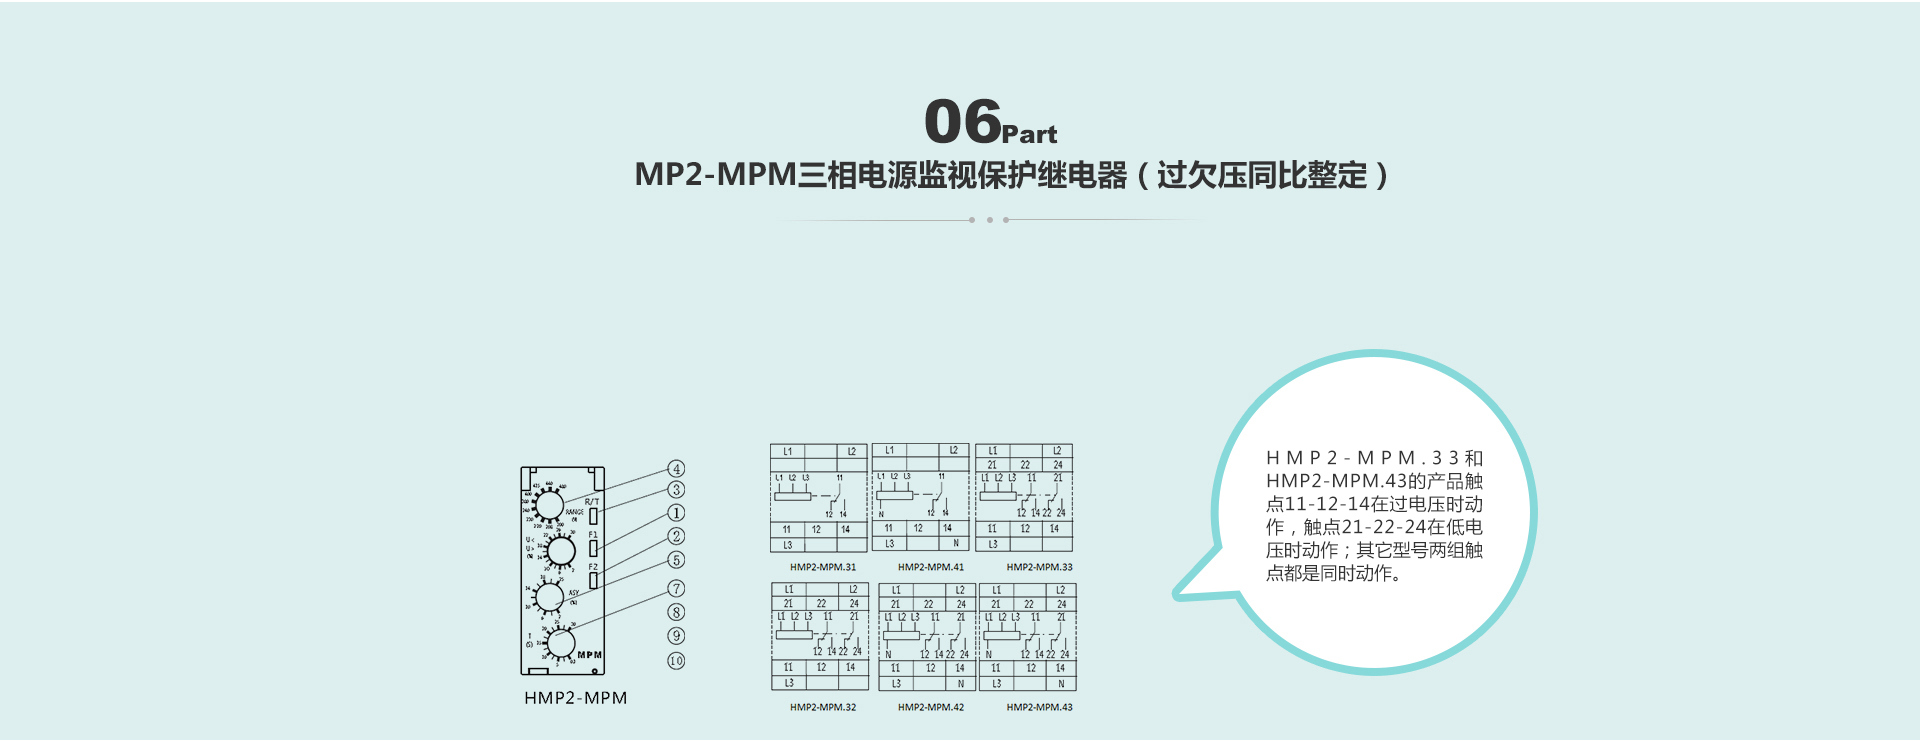 06Part
MP2-MPM三相电源监视保护继电器（过欠压同比整定）
HMP2-MPM.33和
HMP2-MPM.43的产品触
点11-12-14在过电压时动
作，触点21-22-24在低电
压时动作；其它型号两组触
点都是同时动作。
④
③
①
②
⑤
⑦
⑧
⑨
⑩
R/T
RANGE
F1
F2
ASY
MPM
HMP2-MPM
L1 L2
L1 L2 L3 11
12 14
11 12 14
L3
HMP2-MPM.31
L1 L2
L1 L2 L3 11
N 12 14
11 12 14
L3 N
HMP2-MPM.41
L1 L2
21 22 24
L1 L2 L3 11 21
12 14 22 24
11 12 14
L3
HMP2-MPM.33
L1 L2
21 22 24
L1 L2 L3 11 21
12 14 22 24
11 12 14
L3
HMP2-MPM.32
L1 L2
21 22 24
L1 L2 L3 11 21
N 12 14 22 24
11 12 14
L3 N
HMP2-MPM.42
L1 L2
21 22 24
L1 L2 L3 11 21
N 12 14 22 24
11 12 14
L3 N
HMP2-MPM.43